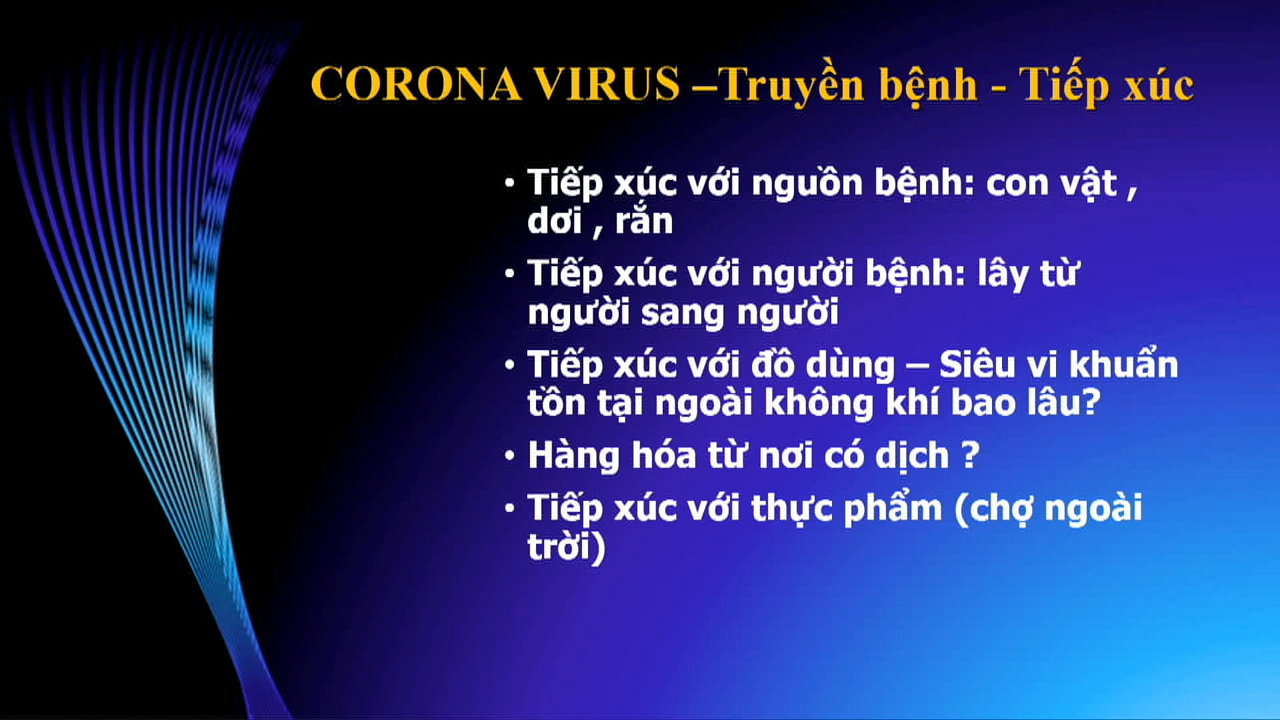 CORONA VIRUS –Truyền bệnh - Tiếp xúc
• Tiếp xúc với nguồn bệnh: con vật ,
dơi , rắn
• Tiếp xúc với người bệnh: lây từ
người sang người
• Tiếp xúc với đồ dùng – Siêu vi khuẩn
tồn tại ngoài không khí bao lâu?
• Hàng hóa từ nơi có dịch ?
• Tiếp xúc với thực phẩm (chợ ngoài
trời)